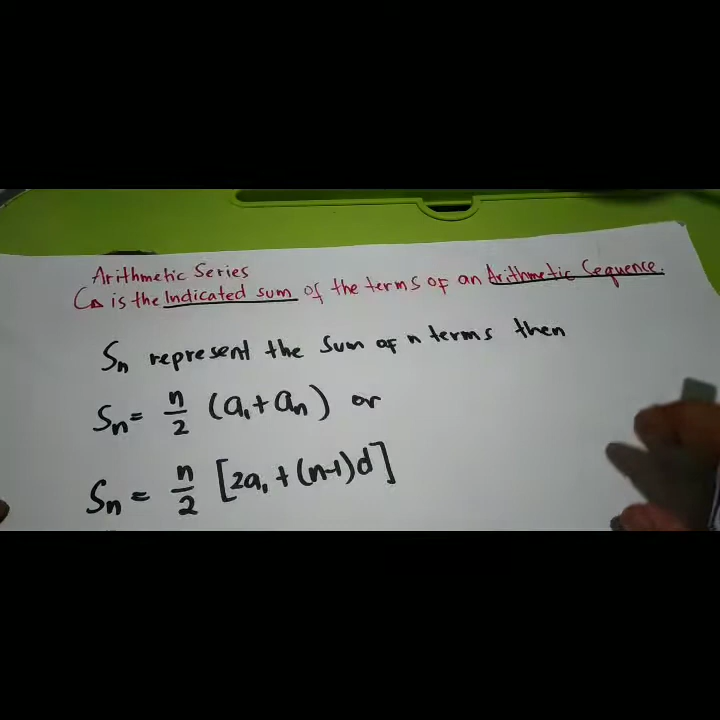 Arithmetic Series
is the Indicated sum of the terms of an Arithmetic Sequence.
Sn represent the Sum of n terms then
Sn = n/2 (a1 + an) or
Sn = n/2 [2a1 + (n-1)d]